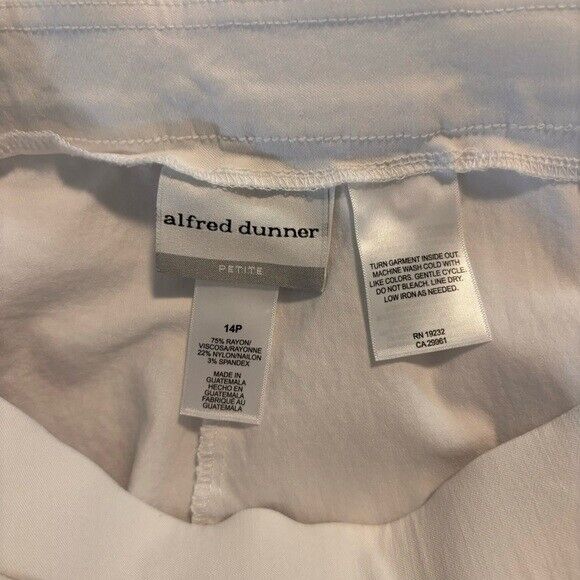 alfred dunner
PETITE
14P
75% RAYON/
VISCOSA/RAYONNE
22% NYLON/NAILON
3% SPANDEX
MADE IN
GUATEMALA
HECHO EN
GUATEMALA
FABRIQUÉ AU
GUATEMALA
TURN GARMENT INSIDE OUT.
MACHINE WASH COLD WITH
LIKE COLORS. GENTLE CYCLE.
DO NOT BLEACH. LINE DRY.
LOW IRON AS NEEDED.
RN 19232
CA 29961